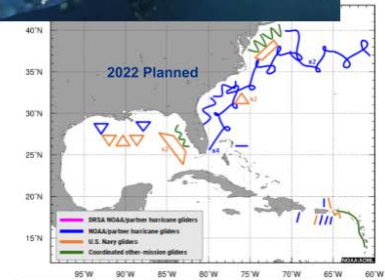 40°N
2022 Planned
x2
x2
35°N
30°N
x4
25°N
x2
20°N
DRSA NOAA/partner hurricane gliders
NOAA/partner hurricane gliders
15°N
U.S. Navy gliders
Coordinated other-mission gliders
NOAA/AOML
95°W 90°W 85°W 80°W 75°W 70°W 65°W 60°W